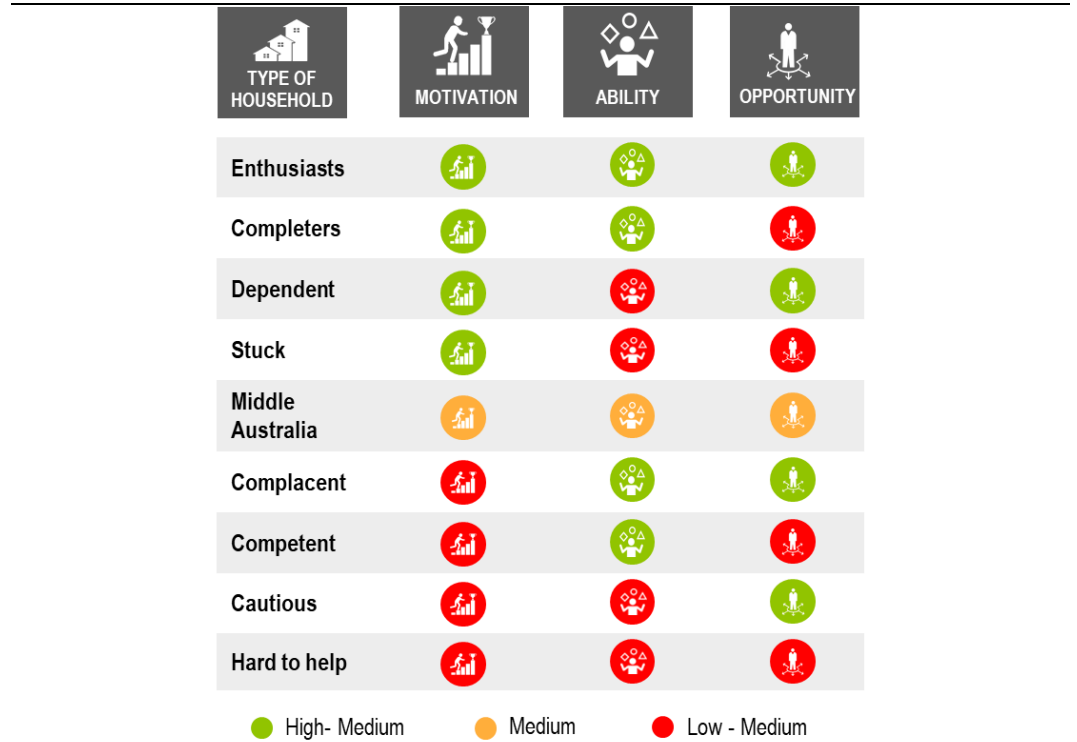 TYPE OF
HOUSEHOLD
MOTIVATION
ABILITY
OPPORTUNITY
Enthusiasts
Completers
Dependent
Stuck
Middle
Australia
Complacent
Competent
Cautious
Hard to help
High- Medium
Medium
Low - Medium